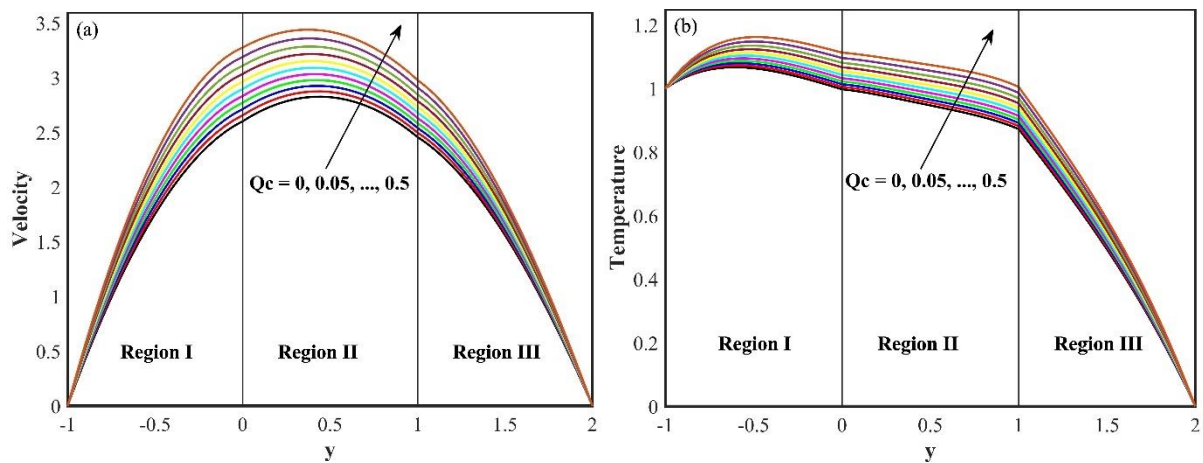 (a)
3.5
3
2.5
2
1.5
1
0.5
0
Velocity
Qc = 0, 0.05, ..., 0.5
Region I
Region II
Region III
-1
-0.5
0
0.5
1
1.5
2
y
(b)
1.2
1
0.8
0.6
0.4
0.2
0
Temperature
Qc = 0, 0.05, ..., 0.5
Region I
Region II
Region III
-1
-0.5
0
0.5
1
1.5
2
y